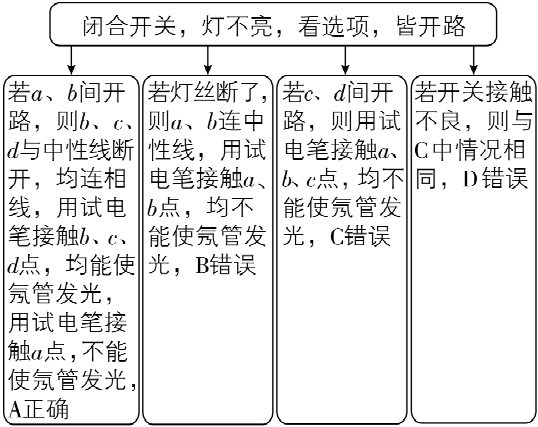 闭合开关，灯不亮，看选项，皆开路
若a、b间开
路，则b、c、
d与中性线断
开，均连相
线，用试电
笔接触b、c、
d点，均能使
氖管发光，
用试电笔接
触a点，不能
使氖管发光，
A正确
若灯丝断了，
则a、b连中
性线，用试
电笔接触a、
b点，均不
能使氖管发
光，B错误
若c、d间开
路，则用试
电笔接触a、
b、c点，均不
能使氖管发
光，C错误
若开关接触
不良，则与
C中情况相
同，D错误